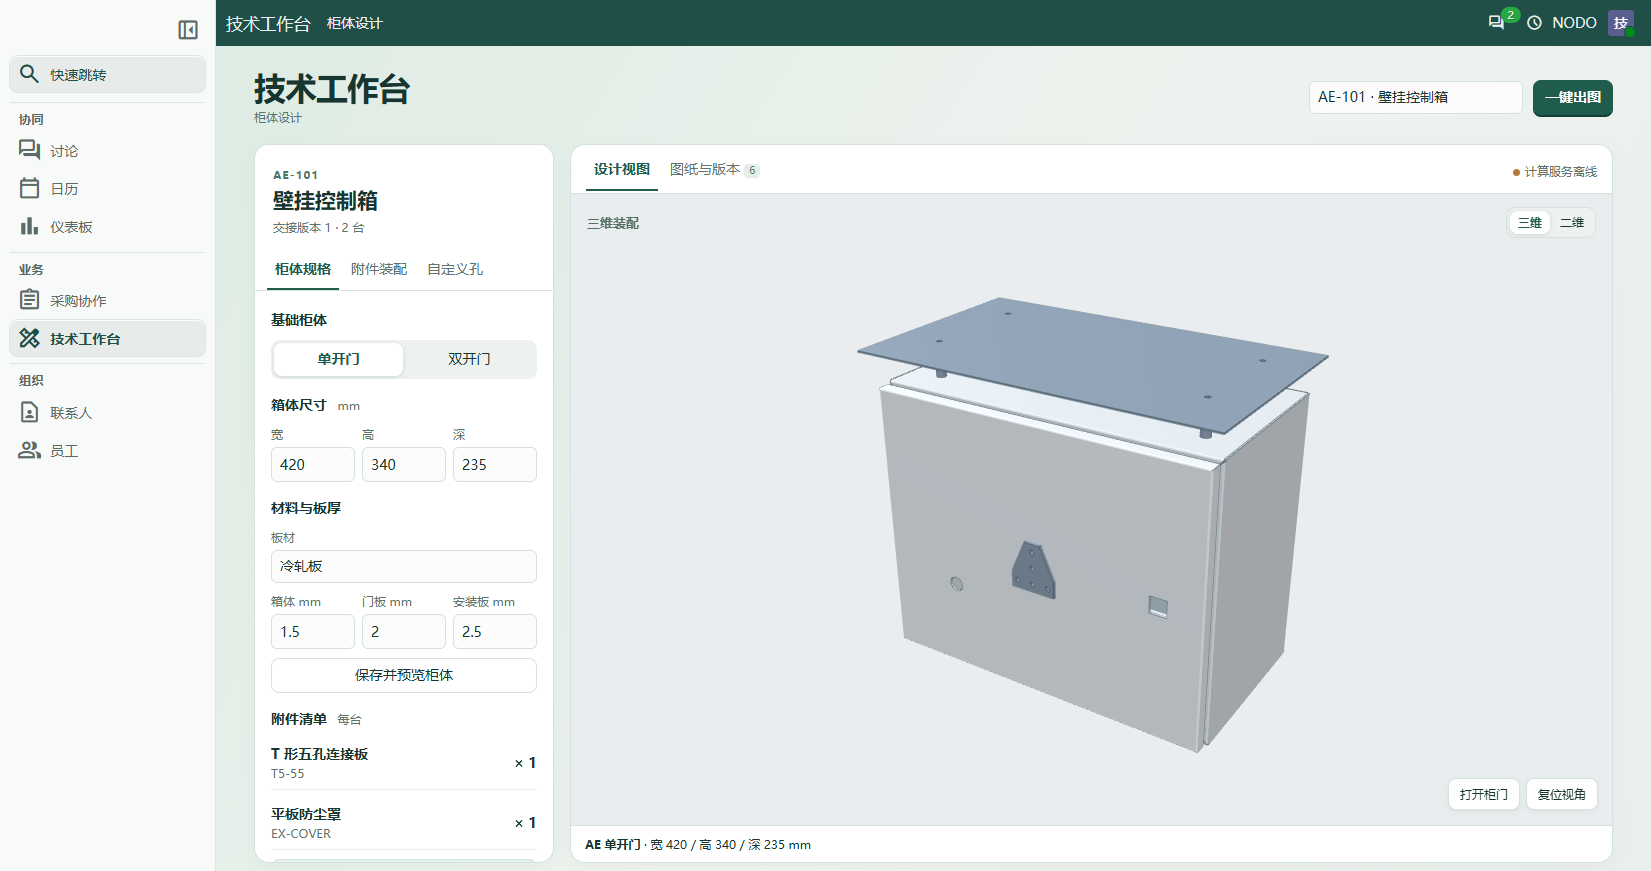 技术工作台
柜体设计
2
NODO
技
快速跳转
协同
讨论
日历
仪表板
业务
采购协作
技术工作台
组织
联系人
员工
技术工作台
柜体设计
AE-101 · 壁挂控制箱
一键出图
AE-101
壁挂控制箱
交接版本 1 · 2 台
柜体规格
附件装配
自定义孔
基础柜体
单开门
双开门
箱体尺寸 mm
宽
高
深
420
340
235
材料与板厚
板材
冷轧板
箱体 mm
门板 mm
安装板 mm
1.5
2
2.5
保存并预览柜体
附件清单 每台
T 形五孔连接板
T5-55
× 1
平板防尘罩
EX-COVER
× 1
设计视图
图纸与版本 6
计算服务离线
三维装配
三维
二维
打开柜门
复位视角
AE 单开门 · 宽 420 / 高 340 / 深 235 mm